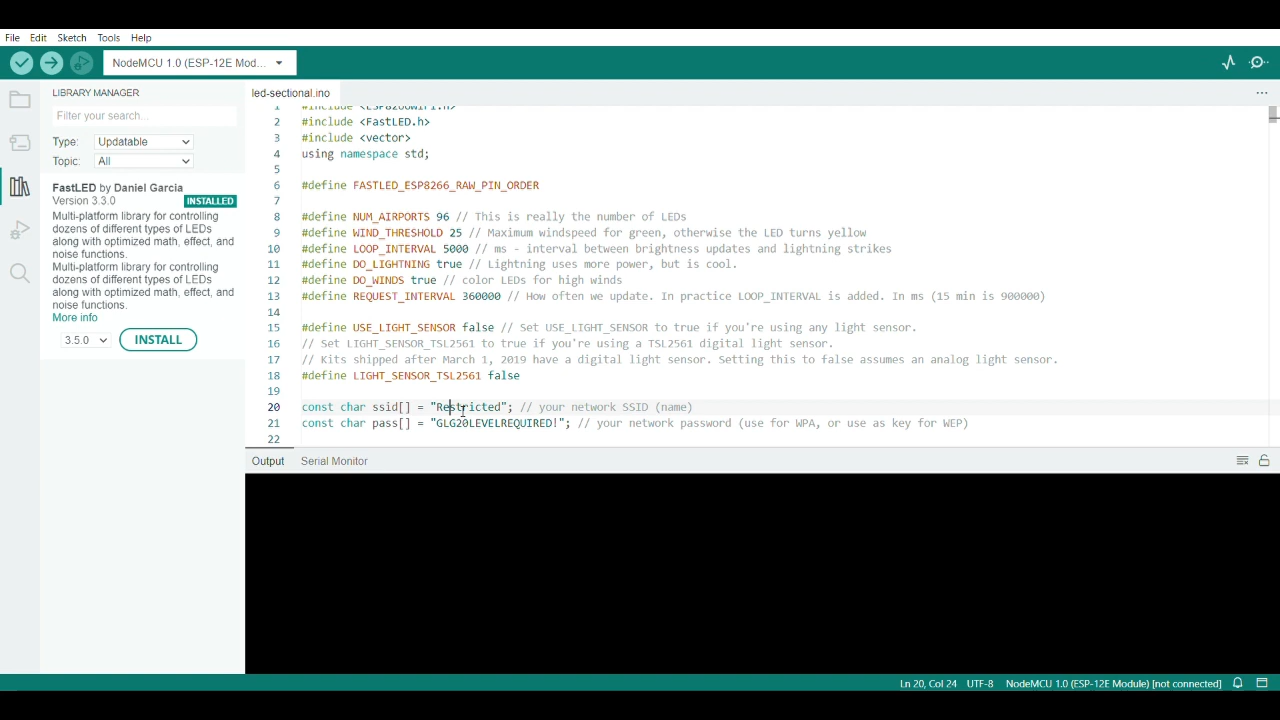 File Edit Sketch Tools Help
NodeMCU 1.0 (ESP-12E Mod...
LIBRARY MANAGER
Filter your search...
Type: Updatable
Topic: All
FastLED by Daniel Garcia
Version 3.3.0 INSTALLED
Multi-platform library for controlling
dozens of different types of LEDs
along with optimized math, effect, and
noise functions.
Multi-platform library for controlling
dozens of different types of LEDs
along with optimized math, effect, and
noise functions.
More info
3.5.0 INSTALL
led-sectional.ino
1 #include <ESP8266WiFi.h>
2 #include <FastLED.h>
3 #include <vector>
4 using namespace std;
5
6 #define FASTLED_ESP8266_RAW_PIN_ORDER
7
8 #define NUM_AIRPORTS 96 // This is really the number of LEDs
9 #define WIND_THRESHOLD 25 // Maximum windspeed for green, otherwise the LED turns yellow
10 #define LOOP_INTERVAL 5000 // ms - interval between brightness updates and lightning strikes
11 #define DO_LIGHTNING true // Lightning uses more power, but is cool.
12 #define DO_WINDS true // color LEDs for high winds
13 #define REQUEST_INTERVAL 360000 // How often we update. In practice LOOP_INTERVAL is added. In ms (15 min is 900000)
14
15 #define USE_LIGHT_SENSOR false // Set USE_LIGHT_SENSOR to true if you're using any light sensor.
16 // Set LIGHT_SENSOR_TSL2561 to true if you're using a TSL2561 digital light sensor.
17 // Kits shipped after March 1, 2019 have a digital light sensor. Setting this to false assumes an analog light sensor.
18 #define LIGHT_SENSOR_TSL2561 false
19
20 const char ssid[] = "Restricted"; // your network SSID (name)
21 const char pass[] = "GLG20LEVELREQUIRED!"; // your network password (use for WPA, or use as key for WEP)
22
Output Serial Monitor
Ln 20, Col 24 UTF-8 NodeMCU 1.0 (ESP-12E Module) [not connected]